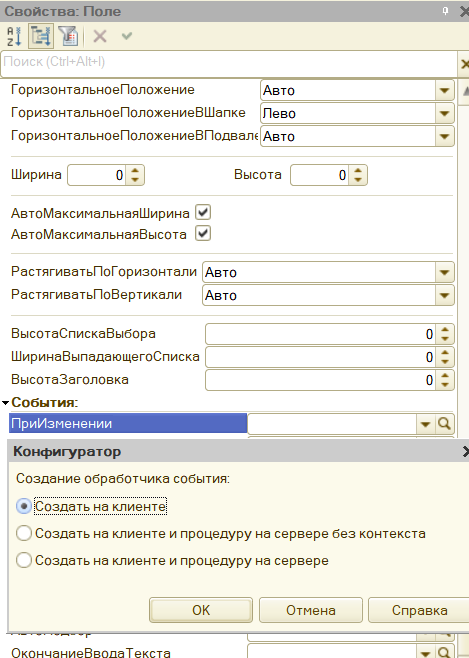 Свойства: Поле
Поиск (Ctrl+Alt+I)
ГоризонтальноеПоложение Авто
ГоризонтальноеПоложениеВШапке Лево
ГоризонтальноеПоложениеВПодвале Авто
Ширина 0 Высота 0
АвтоМаксимальнаяШирина
АвтоМаксимальнаяВысота
РастягиватьПоГоризонтали Авто
РастягиватьПоВертикали Авто
ВысотаСпискаВыбора 0
ШиринаВыпадающегоСписка 0
ВысотаЗаголовка 0
События:
ПриИзменении
Конфигуратор
Создание обработчика события:
Создать на клиенте
Создать на клиенте и процедуру на сервере без контекста
Создать на клиенте и процедуру на сервере
OK Отмена Справка
ОкончаниеВводаТекста